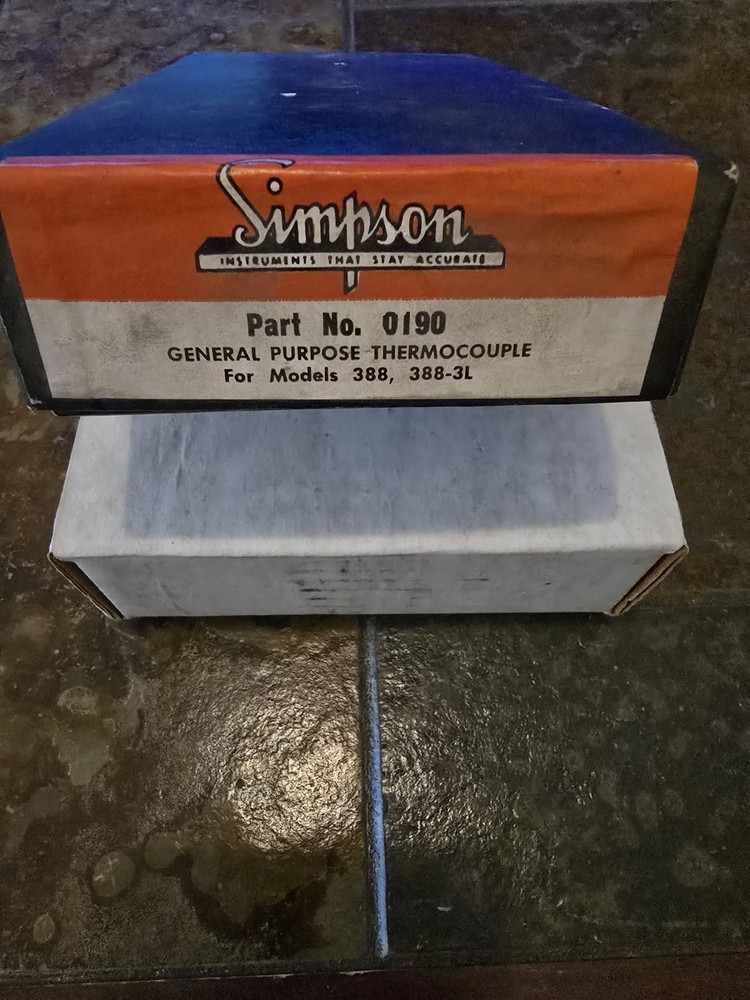 Simpson
INSTRUMENTS THAT STAY ACCURATE
Part No. 0190
GENERAL PURPOSE THERMOCOUPLE
For Models 388, 388-3L